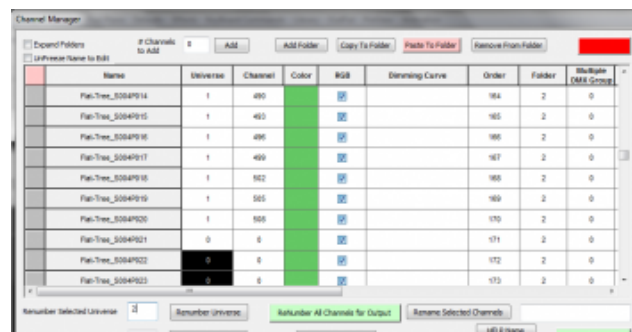 Channel Manager
Expand Folders
# Channels to Add
Add
Add Folder
Copy To Folder
Paste To Folder
Remove From Folder
UnFreeze Name to Edit
Name Universe Channel Color RGB Dimming Curve Order Folder Multiple DMX Group
Flat-Tree_S004P014 1 490 164 2 0
Flat-Tree_S004P015 1 493 165 2 0
Flat-Tree_S004P016 1 496 166 2 0
Flat-Tree_S004P017 1 499 167 2 0
Flat-Tree_S004P018 1 502 168 2 0
Flat-Tree_S004P019 1 505 169 2 0
Flat-Tree_S004P020 1 508 170 2 0
Flat-Tree_S004P021 0 0 171 2 0
Flat-Tree_S004P022 0 0 172 2 0
Flat-Tree_S004P023 0 0 173 2 0
Renumber Selected Universe 2 Renumber Universe ReNumber All Channels for Output Rename Selected Channels